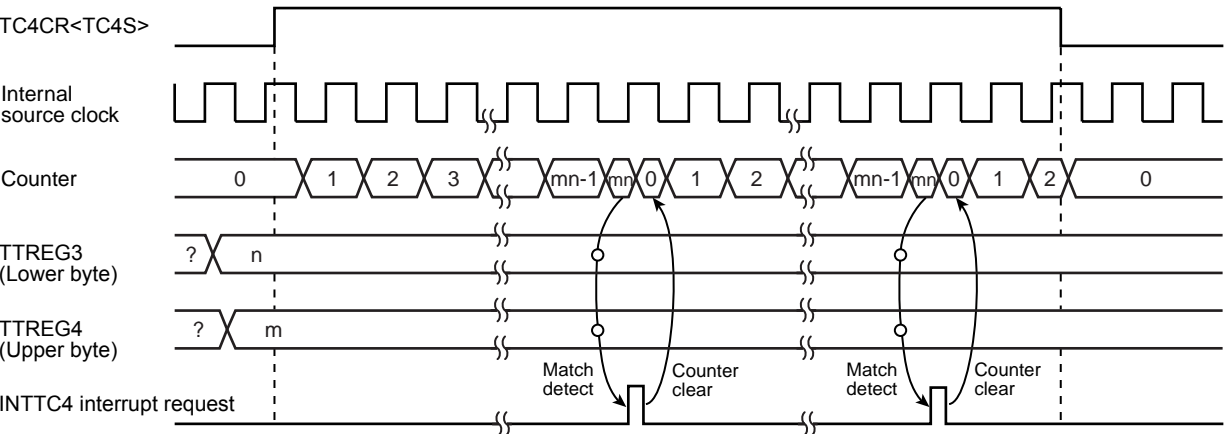 TC4CR<TC4S>
Internal
source clock
Counter
0 1 2 3 mn-1 mn 0 1 2 mn-1 mn 0 1 2 0
TTREG3
(Lower byte)
? n
TTREG4
(Upper byte)
? m
Match
detect
Counter
clear
Match
detect
Counter
clear
INTTC4 interrupt request